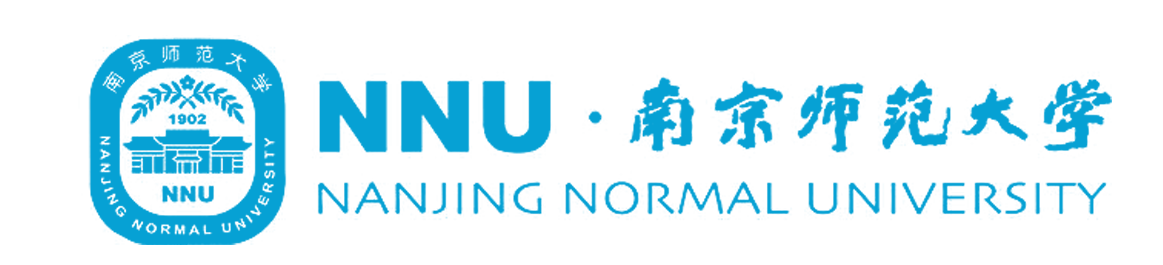 南京师范大学
1902
NNU
NANJING NORMAL UNIVERSITY
NNU·南京师范大学
NANJING NORMAL UNIVERSITY